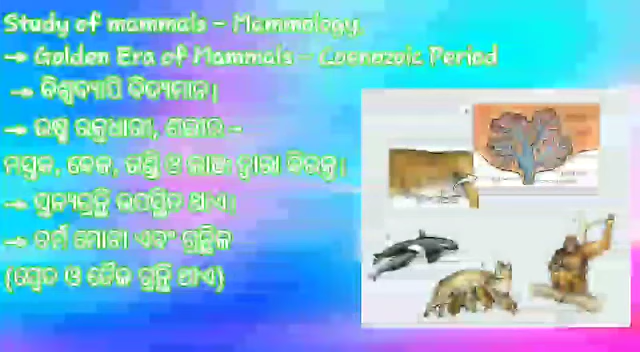 Study of mammals - Mammology.
→ Golden Era of Mammals - Coenozoic Period
→ ବିଶ୍ୱବ୍ୟାପି ବିଦ୍ୟମାନ।
→ ଉଷ୍ଣ ରକ୍ତଧାରୀ, ଶରୀର -
ମସ୍ତକ, ବେକ, ଗଣ୍ଡି ଓ ଲାଞ୍ଜ ଦ୍ୱାରା ବିଭକ୍ତ।
→ ସ୍ତନ୍ୟଗ୍ରନ୍ଥି ଉପସ୍ଥିତ ଥାଏ।
→ ଚର୍ମ ମୋଟା ଏବଂ ଗ୍ରନ୍ଥିଳ
(ସ୍ୱେଦ ଓ ତୈଳ ଗ୍ରନ୍ଥି ଥାଏ)